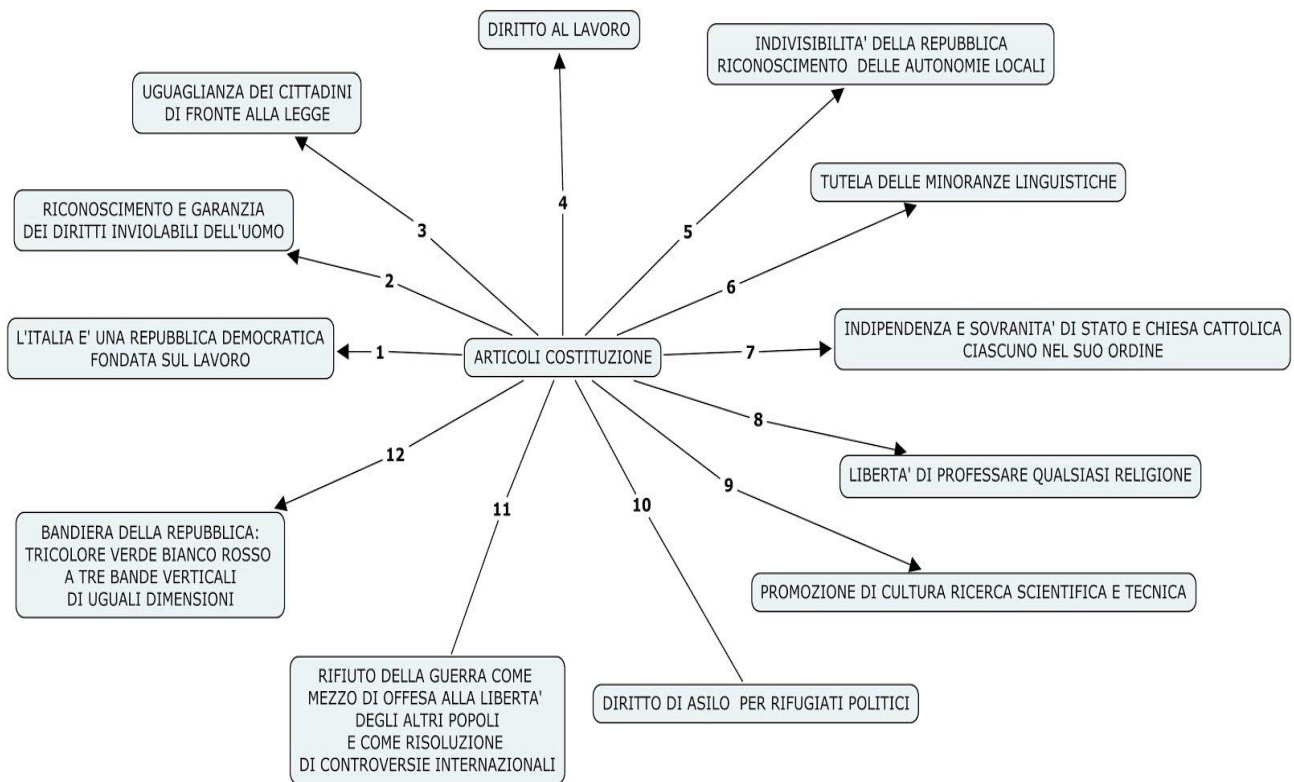 DIRITTO AL LAVORO
INDIVISIBILITA' DELLA REPUBBLICA
RICONOSCIMENTO DELLE AUTONOMIE LOCALI
UGUAGLIANZA DEI CITTADINI
DI FRONTE ALLA LEGGE
TUTELA DELLE MINORANZE LINGUISTICHE
RICONOSCIMENTO E GARANZIA
DEI DIRITTI INVIOLABILI DELL'UOMO
4
3
5
2
6
L'ITALIA E' UNA REPUBBLICA DEMOCRATICA
FONDATA SUL LAVORO
1
ARTICOLI COSTITUZIONE
7
INDIPENDENZA E SOVRANITA' DI STATO E CHIESA CATTOLICA
CIASCUNO NEL SUO ORDINE
8
12
LIBERTA' DI PROFESSARE QUALSIASI RELIGIONE
9
11
10
BANDIERA DELLA REPUBBLICA:
TRICOLORE VERDE BIANCO ROSSO
A TRE BANDE VERTICALI
DI UGUALI DIMENSIONI
PROMOZIONE DI CULTURA RICERCA SCIENTIFICA E TECNICA
RIFIUTO DELLA GUERRA COME
MEZZO DI OFFESA ALLA LIBERTA'
DEGLI ALTRI POPOLI
E COME RISOLUZIONE
DI CONTROVERSIE INTERNAZIONALI
DIRITTO DI ASILO PER RIFUGIATI POLITICI